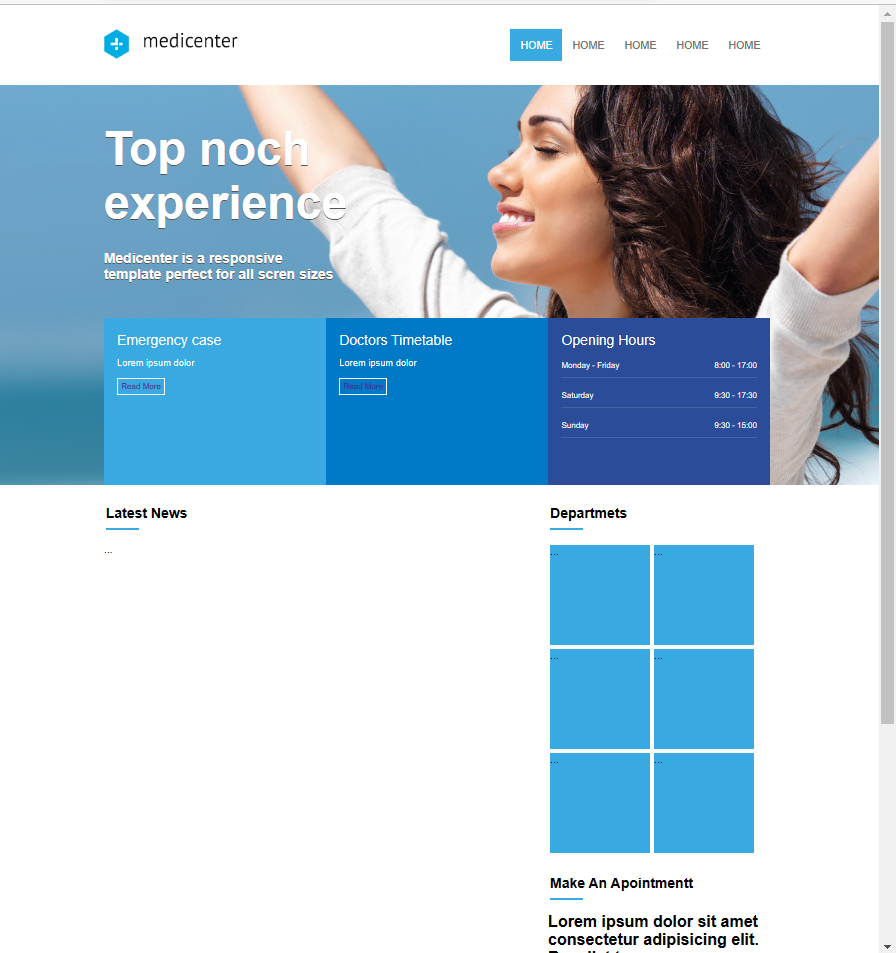 medicenter
HOME HOME HOME HOME HOME
Top noch
experience
Medicenter is a responsive
template perfect for all scren sizes
Emergency case
Lorem ipsum dolor
Read More
Doctors Timetable
Lorem ipsum dolor
Read More
Opening Hours
Monday - Friday 8:00 - 17:00
Saturday 9:30 - 17:30
Sunday 9:30 - 15:00
Latest News
...
Departmets
... ...
... ...
... ...
Make An Apointmentt
Lorem ipsum dolor sit amet
consectetur adipisicing elit.